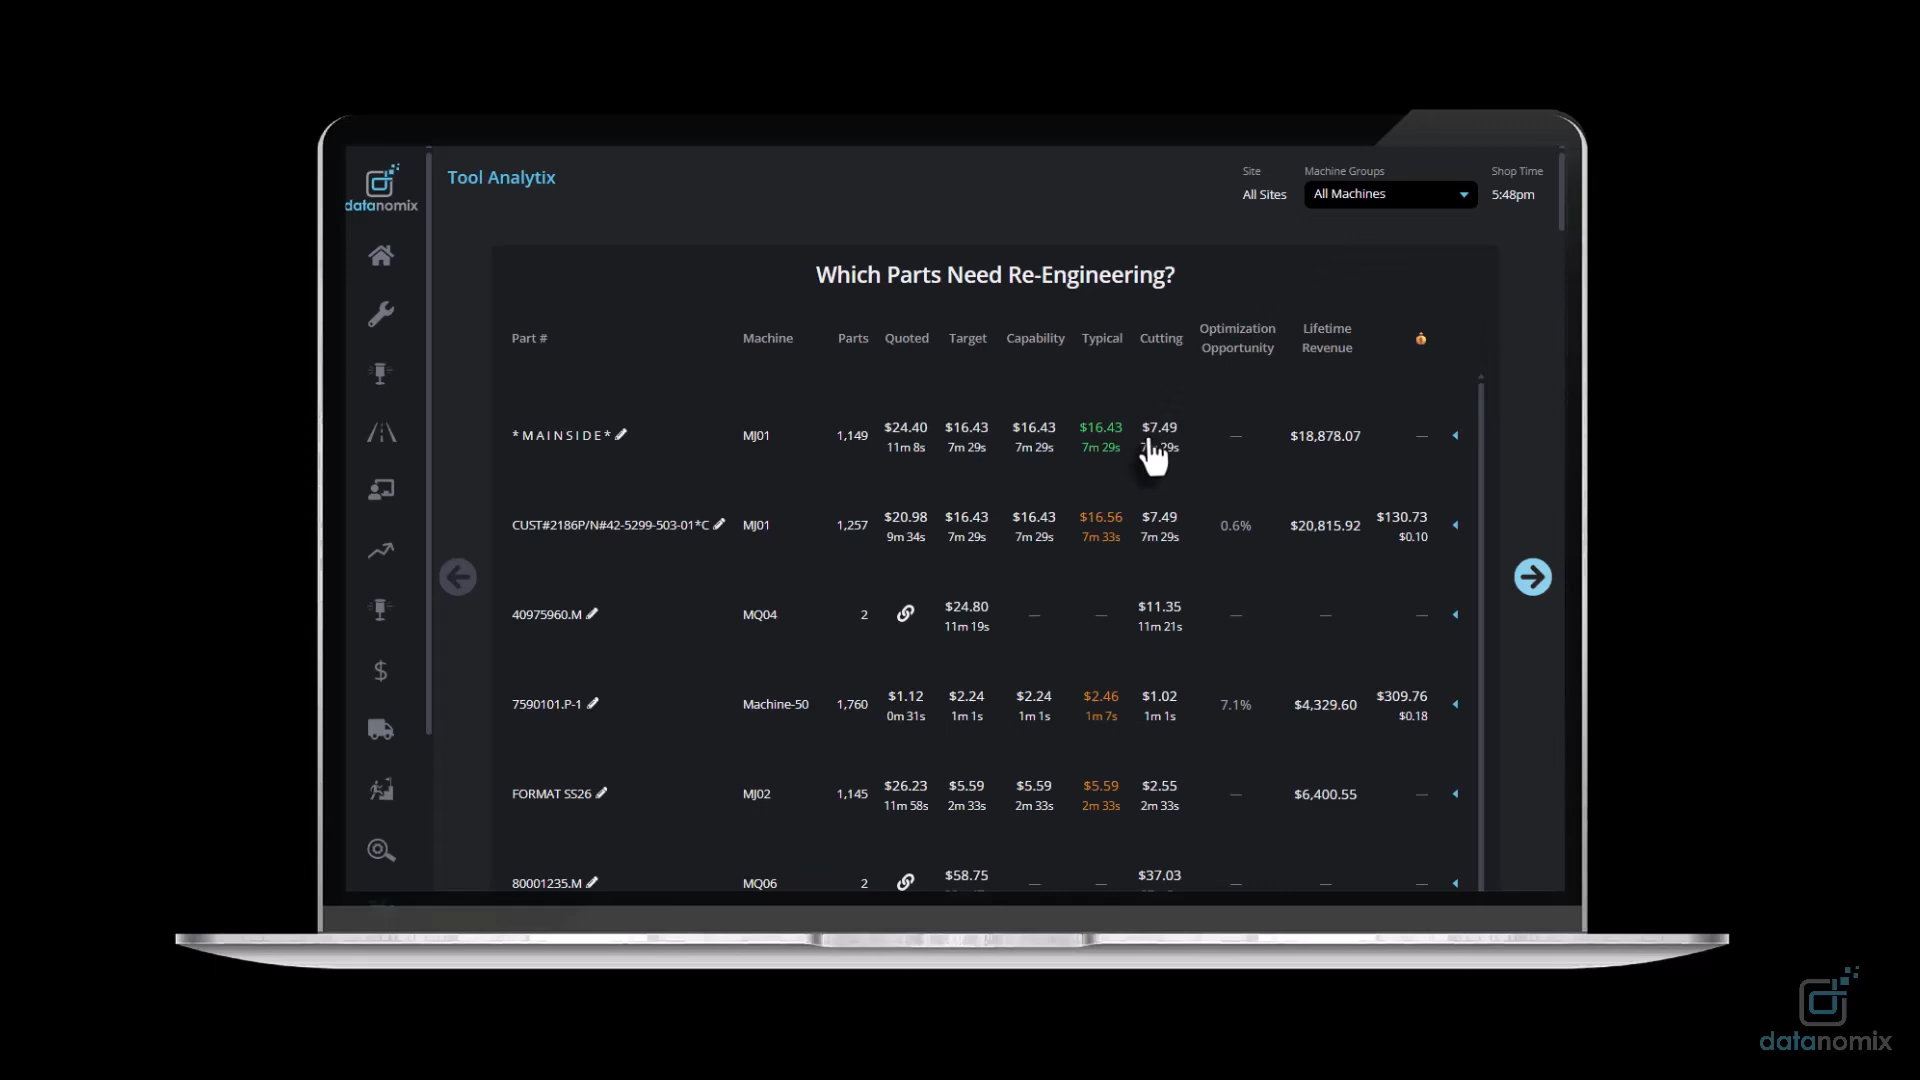 datanomix
Tool Analytix
Site
All Sites
Machine Groups
All Machines
Shop Time
5:48pm
Which Parts Need Re-Engineering?
Part # Machine Parts Quoted Target Capability Typical Cutting Optimization Opportunity Lifetime Revenue
*MAINSIDE* MJ01 1,149 $24.40 $16.43 $16.43 $16.43 $7.49 — $18,878.07 —
11m 8s 7m 29s 7m 29s 7m 29s 29s
CUST#2186P/N#42-5299-503-01*C MJ01 1,257 $20.98 $16.43 $16.43 $16.56 $7.49 0.6% $20,815.92 $130.73
9m 34s 7m 29s 7m 29s 7m 33s 7m 29s $0.10
40975960.M MQ04 2 $24.80 — — $11.35 — — —
11m 19s 11m 21s
7590101.P-1 Machine-50 1,760 $1.12 $2.24 $2.24 $2.46 $1.02 7.1% $4,329.60 $309.76
0m 31s 1m 1s 1m 1s 1m 7s 1m 1s $0.18
FORMAT SS26 MJ02 1,145 $26.23 $5.59 $5.59 $5.59 $2.55 — $6,400.55 —
11m 58s 2m 33s 2m 33s 2m 33s 2m 33s
80001235.M MQ06 2 $58.75 — — $37.03 — — —
datanomix